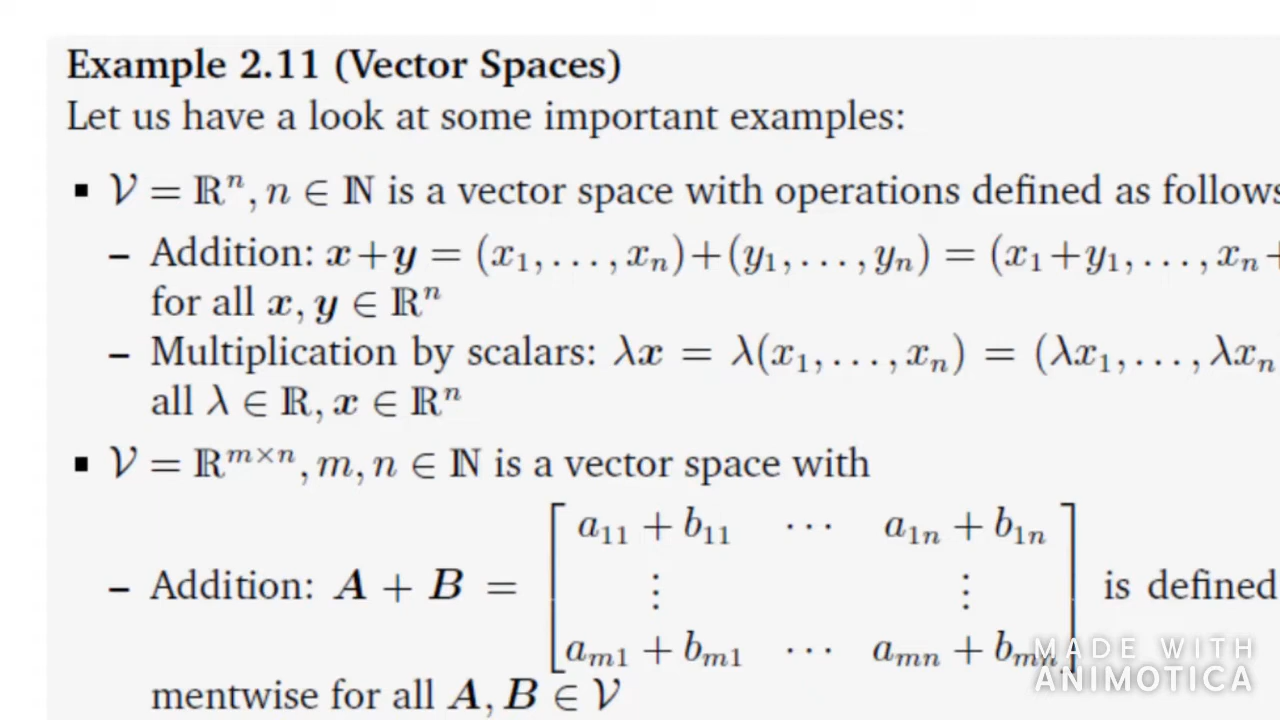 Example 2.11 (Vector Spaces)
Let us have a look at some important examples:
▪ 𝒱 = ℝⁿ, n ∈ ℕ is a vector space with operations defined as follows
– Addition: x+y = (x₁, . . . , xₙ)+(y₁, . . . , yₙ) = (x₁+y₁, . . . , xₙ+
for all x, y ∈ ℝⁿ
– Multiplication by scalars: λx = λ(x₁, . . . , xₙ) = (λx₁, . . . , λxₙ
all λ ∈ ℝ, x ∈ ℝⁿ
▪ 𝒱 = ℝᵐˣⁿ, m, n ∈ ℕ is a vector space with
a₁₁ + b₁₁ ⋯ a₁ₙ + b₁ₙ
– Addition: A + B = [ ⋮ ⋮ ] is defined
aₘ₁ + bₘ₁ ⋯ aₘₙ + bₘₙ
mentwise for all A, B ∈ 𝒱
MADE WITH
ANIMOTICA